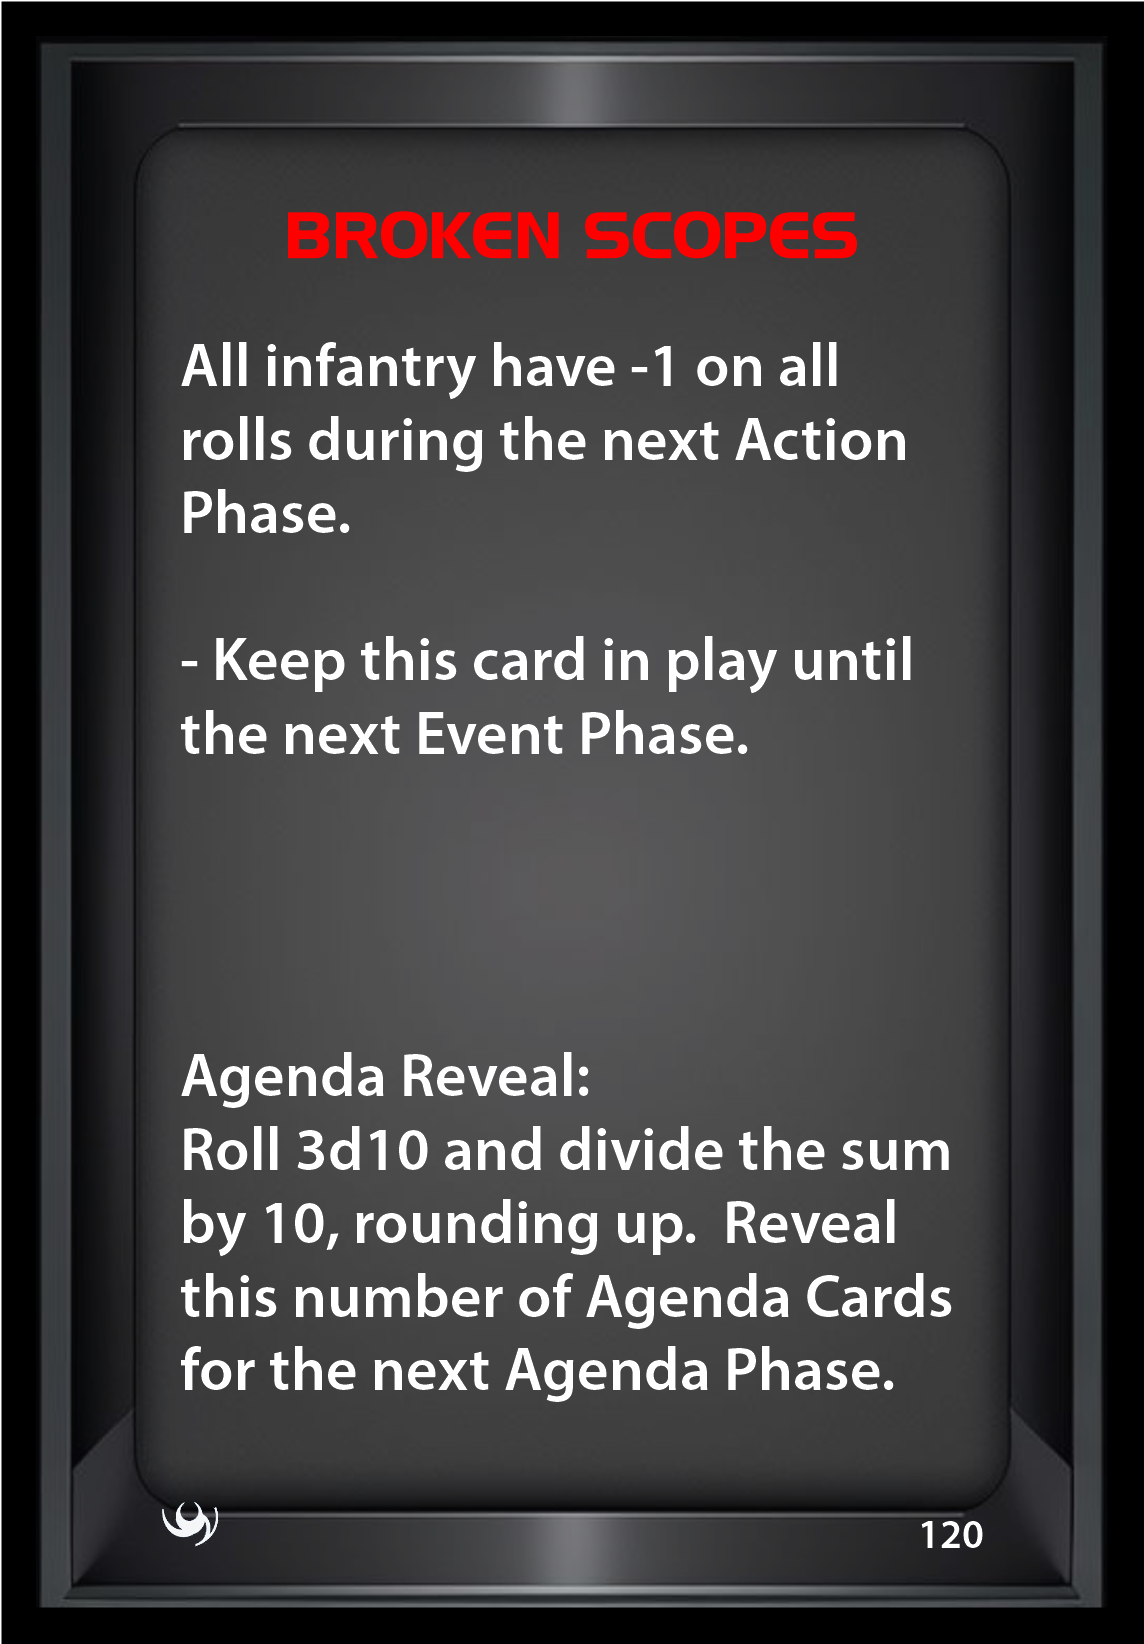 BROKEN SCOPES
All infantry have -1 on all
rolls during the next Action
Phase.
- Keep this card in play until
the next Event Phase.
Agenda Reveal:
Roll 3d10 and divide the sum
by 10, rounding up.  Reveal
this number of Agenda Cards
for the next Agenda Phase.
120